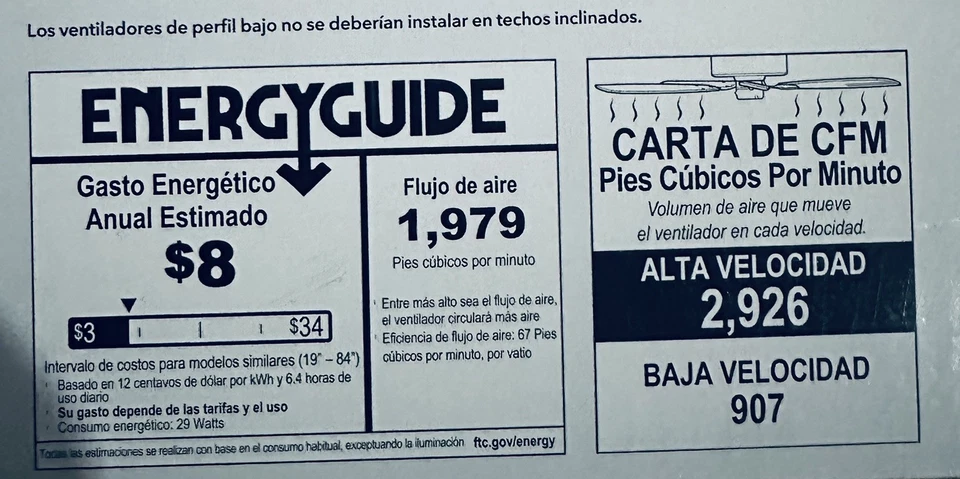 Los ventiladores de perfil bajo no se deberían instalar en techos inclinados.
ENERGYGUIDE
Gasto Energético
Anual Estimado
$8
$3
$34
Intervalo de costos para modelos similares (19" – 84")
Basado en 12 centavos de dólar por kWh y 6.4 horas de
uso diario
Su gasto depende de las tarifas y el uso
Consumo energético: 29 Watts
Flujo de aire
1,979
Pies cúbicos por minuto
Entre más alto sea el flujo de aire,
el ventilador circulará más aire
Eficiencia de flujo de aire: 67 Pies
cúbicos por minuto, por vatio
Todas las estimaciones se realizan con base en el consumo habitual, exceptuando la iluminación ftc.gov/energy
CARTA DE CFM
Pies Cúbicos Por Minuto
Volumen de aire que mueve
el ventilador en cada velocidad.
ALTA VELOCIDAD
2,926
BAJA VELOCIDAD
907